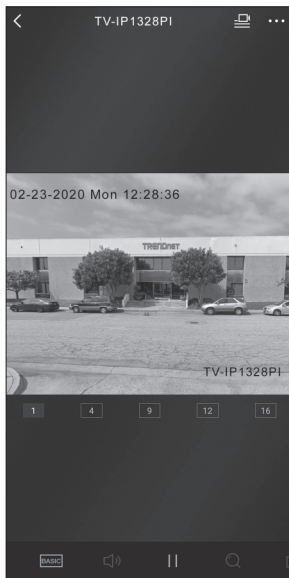 TV-IP1328PI
02-23-2020 Mon 12:28:36
TRENDNET
TV-IP1328PI
1 4 9 12 16
BASIC